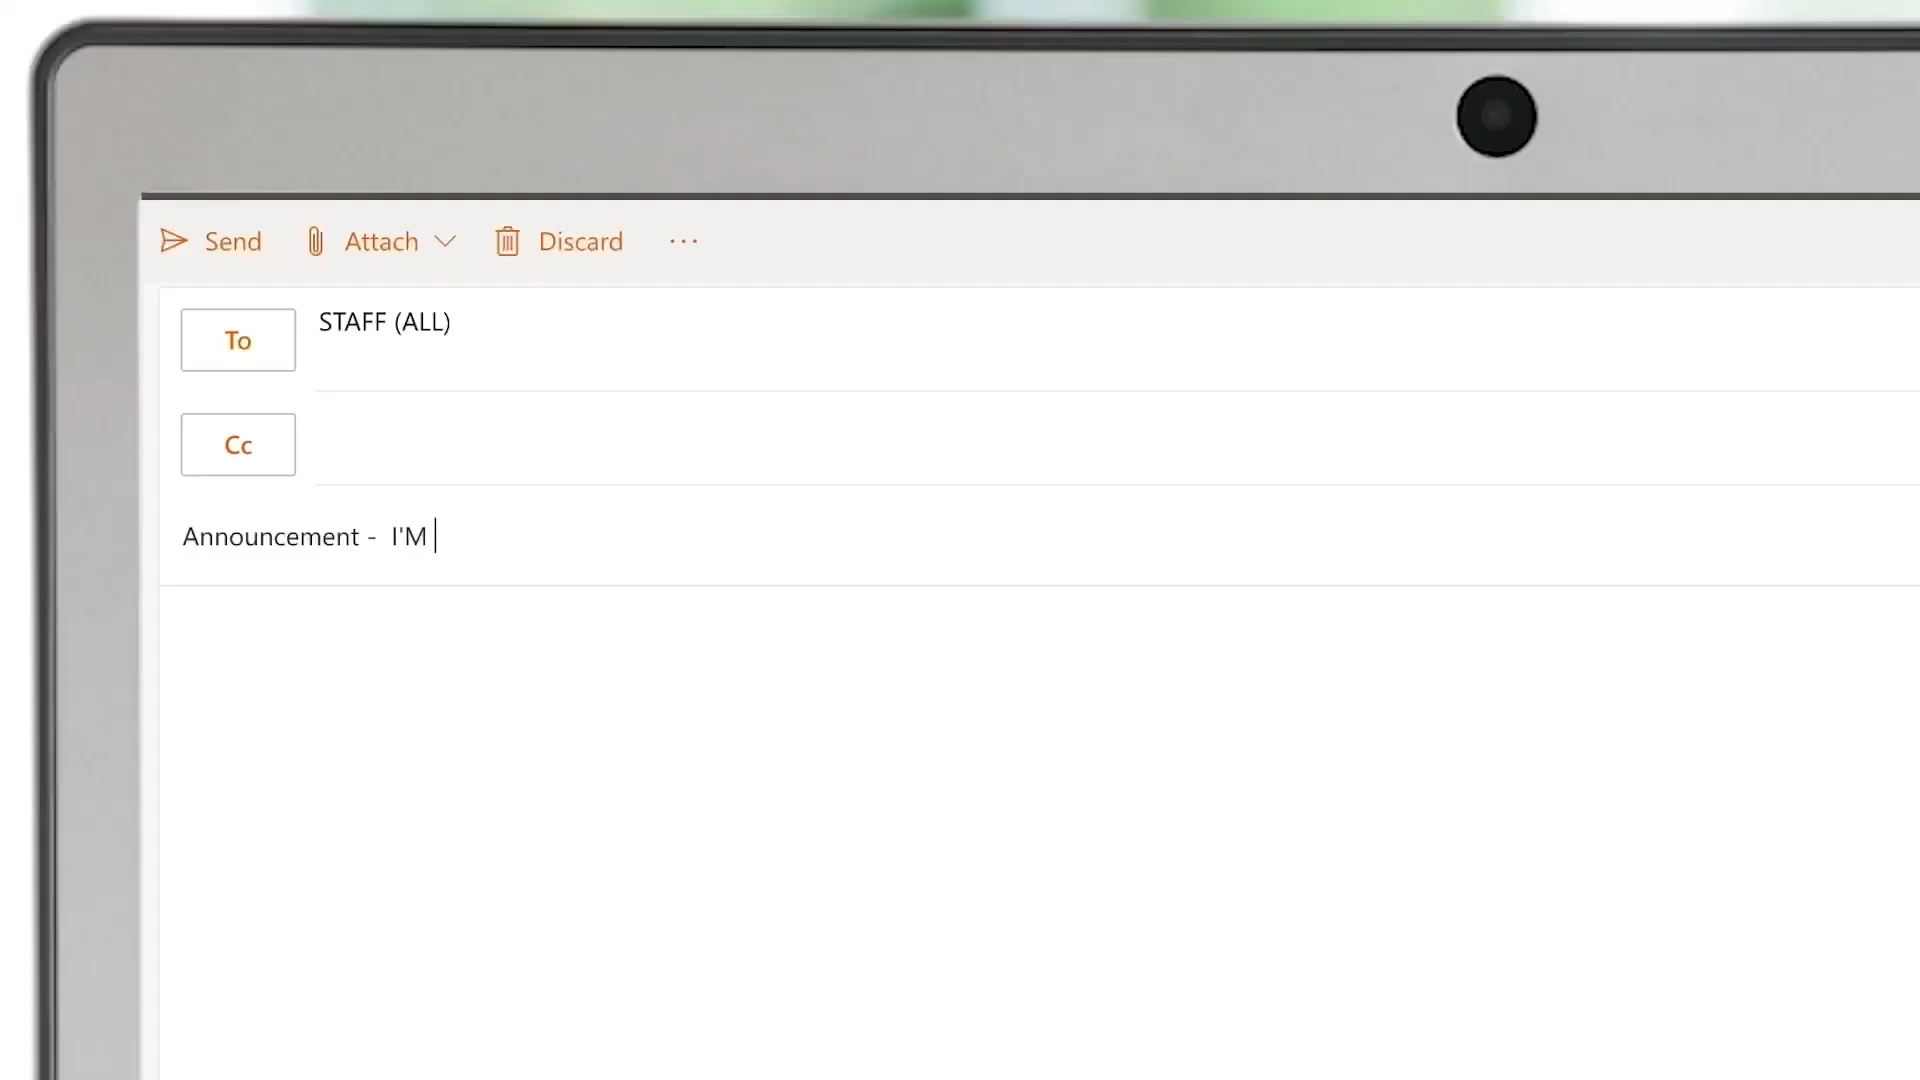 Send Attach Discard ...
To STAFF (ALL)
Cc
Announcement -  I'M